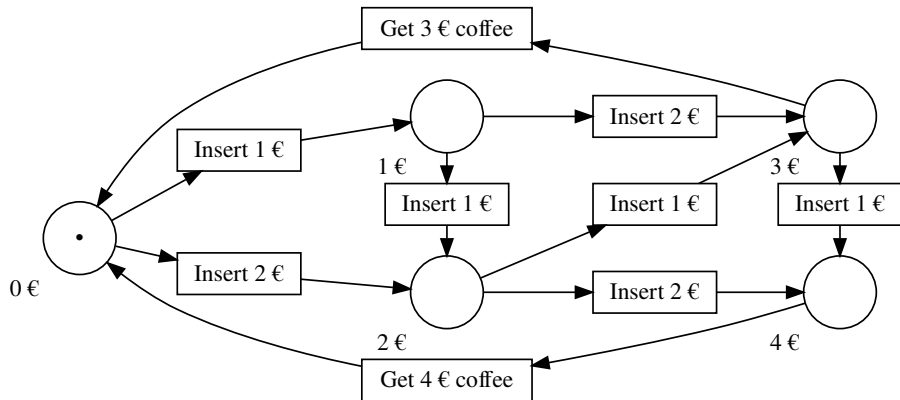 Get 3 € coffee
Insert 2 €
Insert 1 €
1 €
3 €
Insert 1 €
Insert 1 €
Insert 1 €
Insert 2 €
Insert 2 €
0 €
2 €
4 €
Get 4 € coffee